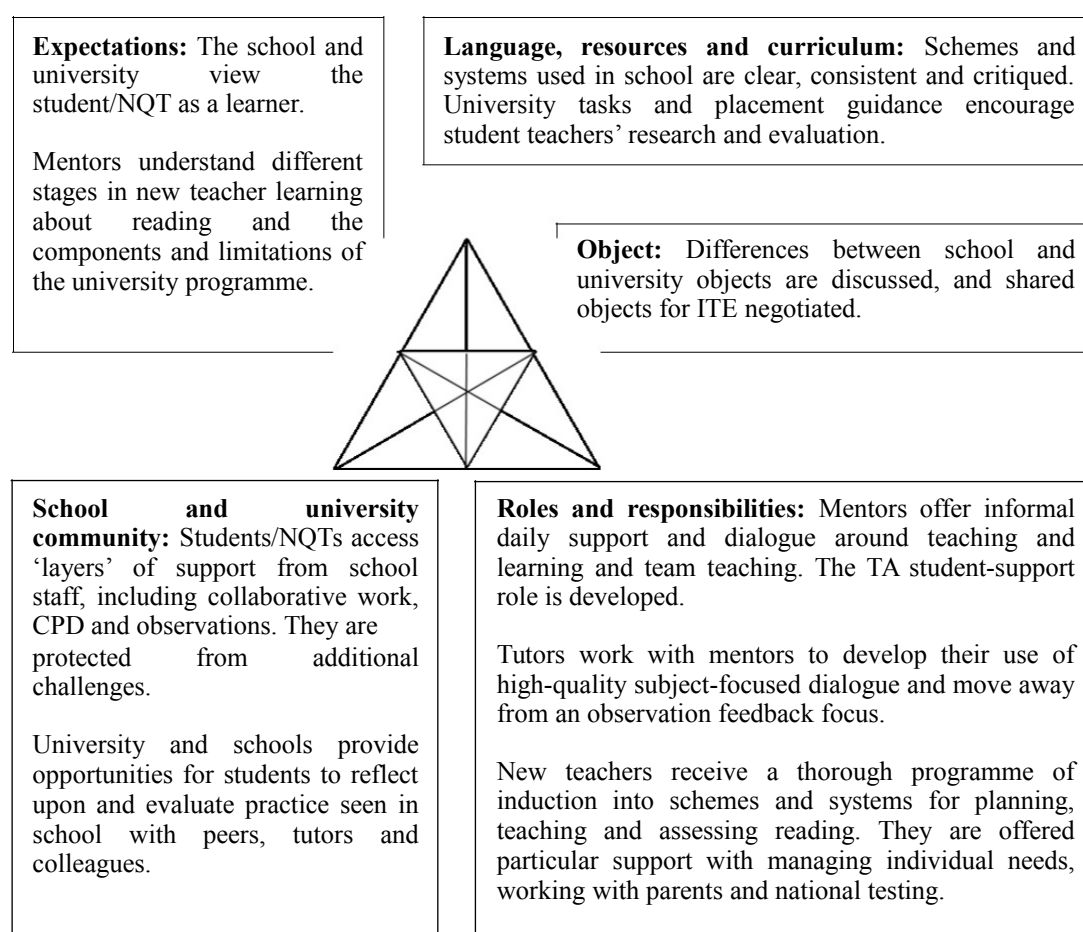 Expectations: The school and
university view the
student/NQT as a learner.
Mentors understand different
stages in new teacher learning
about reading and the
components and limitations of
the university programme.
Language, resources and curriculum: Schemes and
systems used in school are clear, consistent and critiqued.
University tasks and placement guidance encourage
student teachers’ research and evaluation.
Object: Differences between school and
university objects are discussed, and shared
objects for ITE negotiated.
School and university
community: Students/NQTs access
‘layers’ of support from school
staff, including collaborative work,
CPD and observations. They are
protected from additional
challenges.
University and schools provide
opportunities for students to reflect
upon and evaluate practice seen in
school with peers, tutors and
colleagues.
Roles and responsibilities: Mentors offer informal
daily support and dialogue around teaching and
learning and team teaching. The TA student-support
role is developed.
Tutors work with mentors to develop their use of
high-quality subject-focused dialogue and move away
from an observation feedback focus.
New teachers receive a thorough programme of
induction into schemes and systems for planning,
teaching and assessing reading. They are offered
particular support with managing individual needs,
working with parents and national testing.